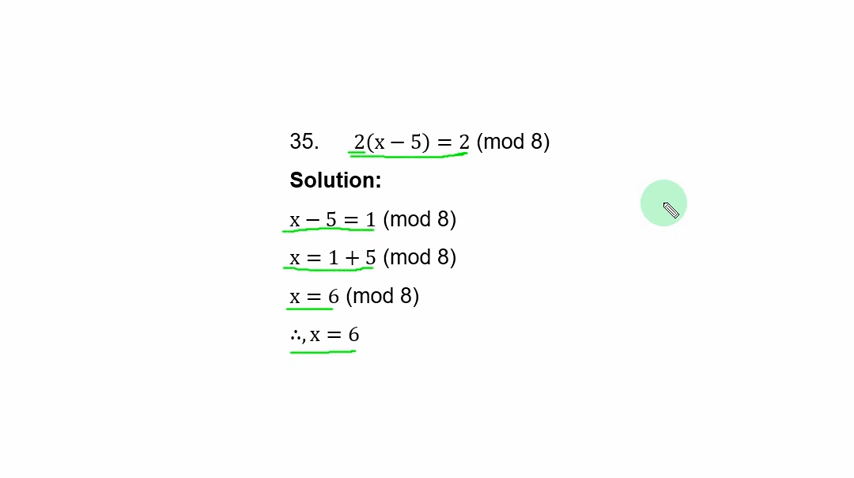 35. 2(x − 5) = 2 (mod 8)
Solution:
x − 5 = 1 (mod 8)
x = 1 + 5 (mod 8)
x = 6 (mod 8)
∴, x = 6